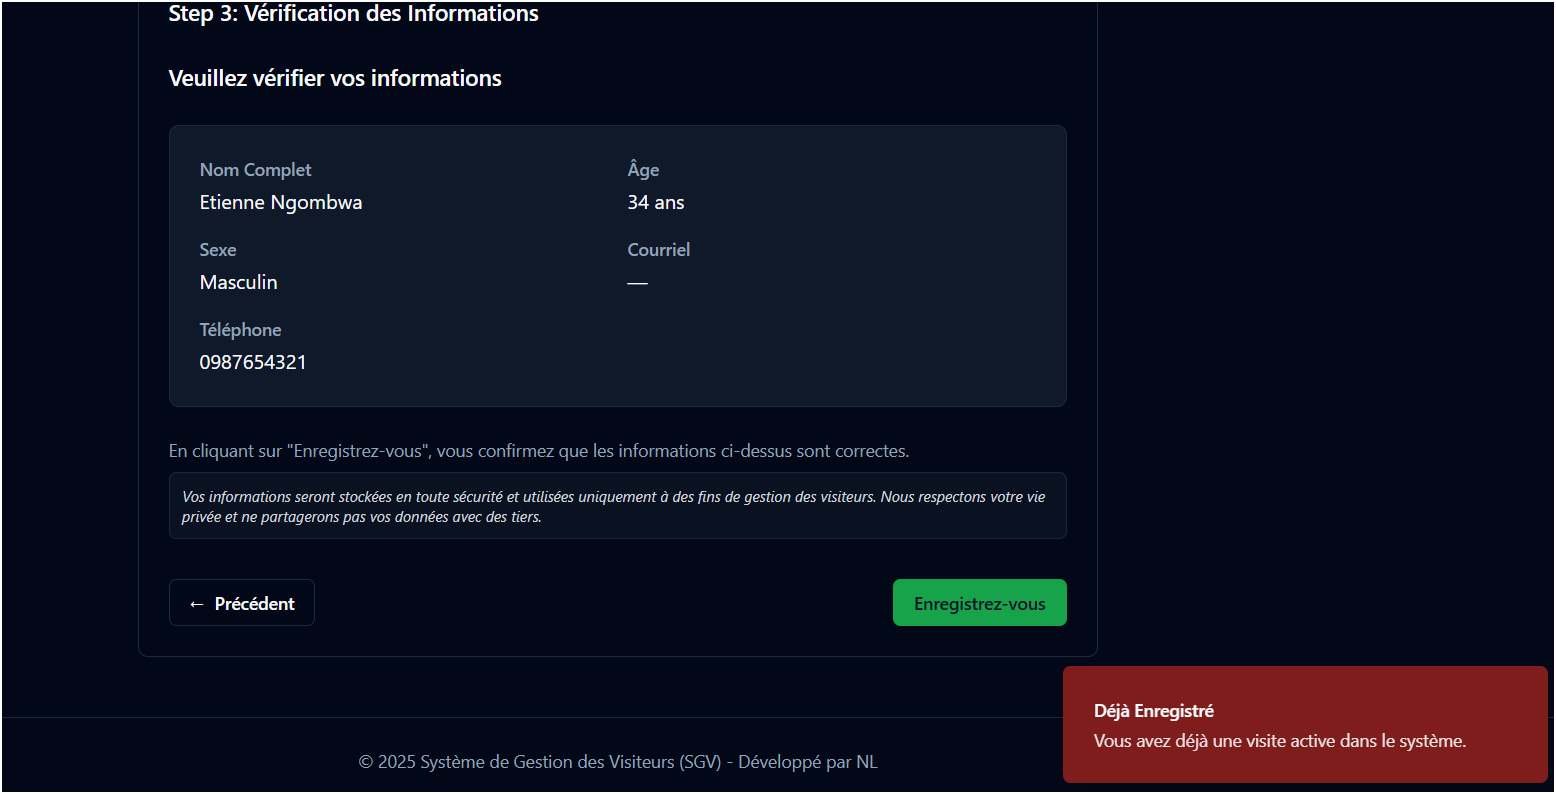 Step 3: Vérification des Informations
Veuillez vérifier vos informations
Nom Complet
Etienne Ngombwa
Âge
34 ans
Sexe
Masculin
Courriel
—
Téléphone
0987654321
En cliquant sur "Enregistrez-vous", vous confirmez que les informations ci-dessus sont correctes.
Vos informations seront stockées en toute sécurité et utilisées uniquement à des fins de gestion des visiteurs. Nous respectons votre vie
privée et ne partagerons pas vos données avec des tiers.
← Précédent
Enregistrez-vous
Déjà Enregistré
Vous avez déjà une visite active dans le système.
© 2025 Système de Gestion des Visiteurs (SGV) - Développé par NL